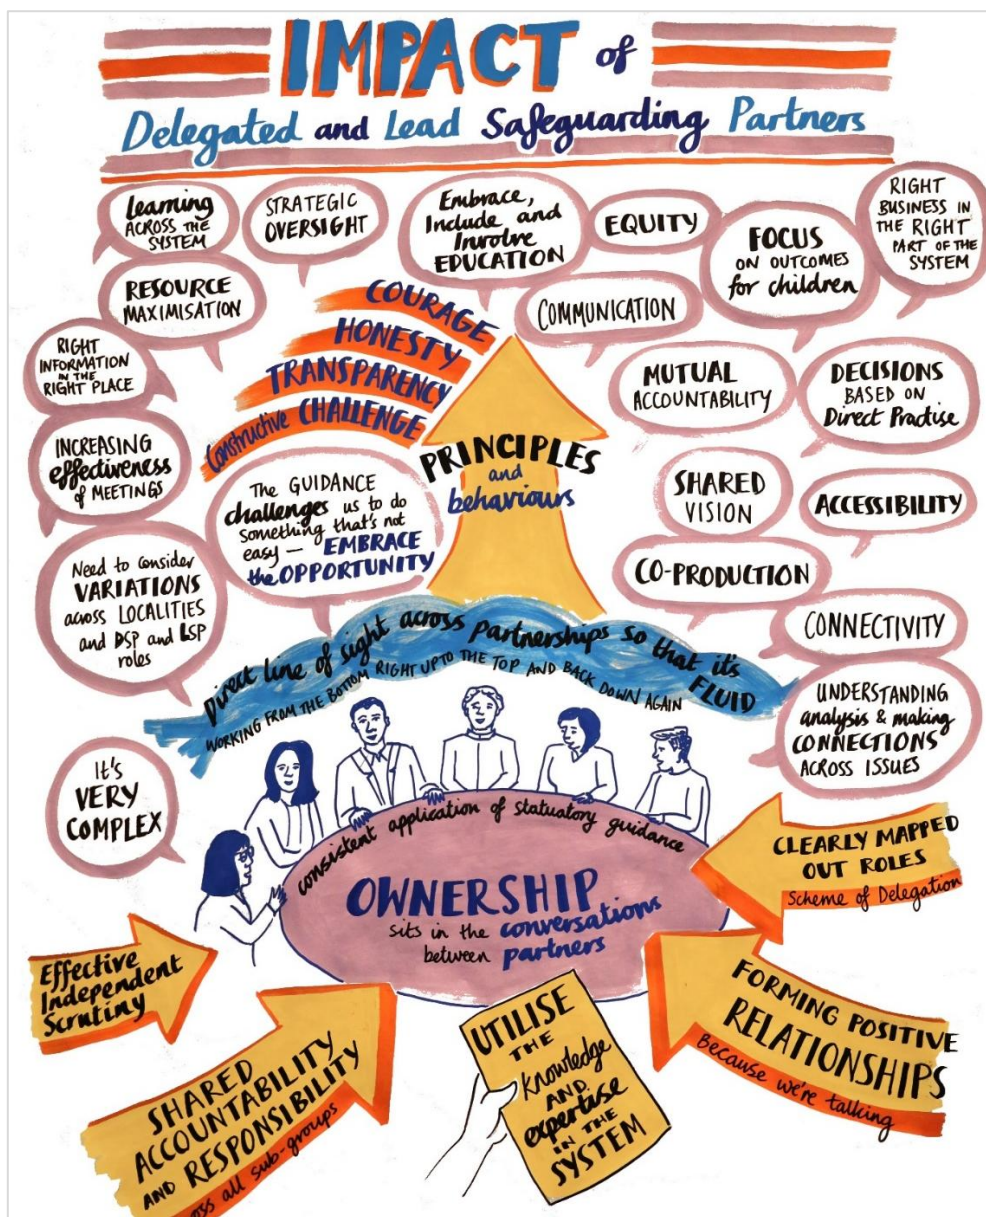 IMPACT of
Delegated and Lead Safeguarding Partners
learning
ACROSS THE
SYSTEM
STRATEGIC
OVERSIGHT
Embrace,
Include and
Involve
EDUCATION
EQUITY
FOCUS
ON OUTCOMES
for children
RIGHT
BUSINESS IN
THE RIGHT
PART OF THE
SYSTEM
RESOURCE
MAXIMISATION
COURAGE
HONESTY
TRANSPARENCY
Constructive CHALLENGE
COMMUNICATION
RIGHT
INFORMATION
IN THE
RIGHT PLACE
MUTUAL
ACCOUNTABILITY
DECISIONS
BASED ON
Direct Practise
INCREASING
effectiveness
of MEETINGS
PRINCIPLES
and
behaviours
The GUIDANCE
challenges us to do
something that's not
easy — EMBRACE
the OPPORTUNITY
SHARED
VISION
ACCESSIBILITY
Need to consider
VARIATIONS
across LOCALITIES
and DSP and LSP
roles
CO-PRODUCTION
CONNECTIVITY
Direct line of sight across partnerships so that it's FLUID
WORKING FROM THE BOTTOM RIGHT UP TO THE TOP AND BACK DOWN AGAIN
UNDERSTANDING
analysis & making
CONNECTIONS
ACROSS ISSUES
IT'S
VERY
COMPLEX
consistent application of statuatory guidance
OWNERSHIP
sits in the conversations
between partners
CLEARLY MAPPED
OUT ROLES
Scheme of Delegation
Effective
Independent
Scrutiny
SHARED
ACCOUNTABILITY
AND RESPONSIBILITY
all sub-groups
UTILISE
THE
Knowledge
AND
expertise
IN THE
SYSTEM
FORMING POSITIVE
RELATIONSHIPS
Because we're talking